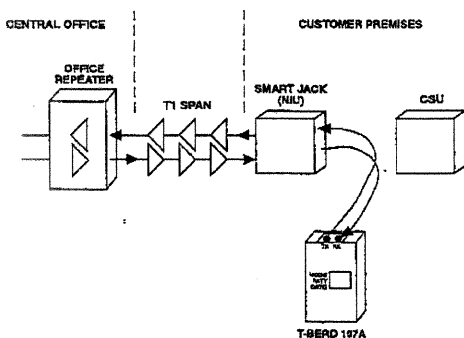 CENTRAL OFFICE
CUSTOMER PREMISES
OFFICE
REPEATER
T1 SPAN
SMART JACK
(NIU)
CSU
T-BERD 107A